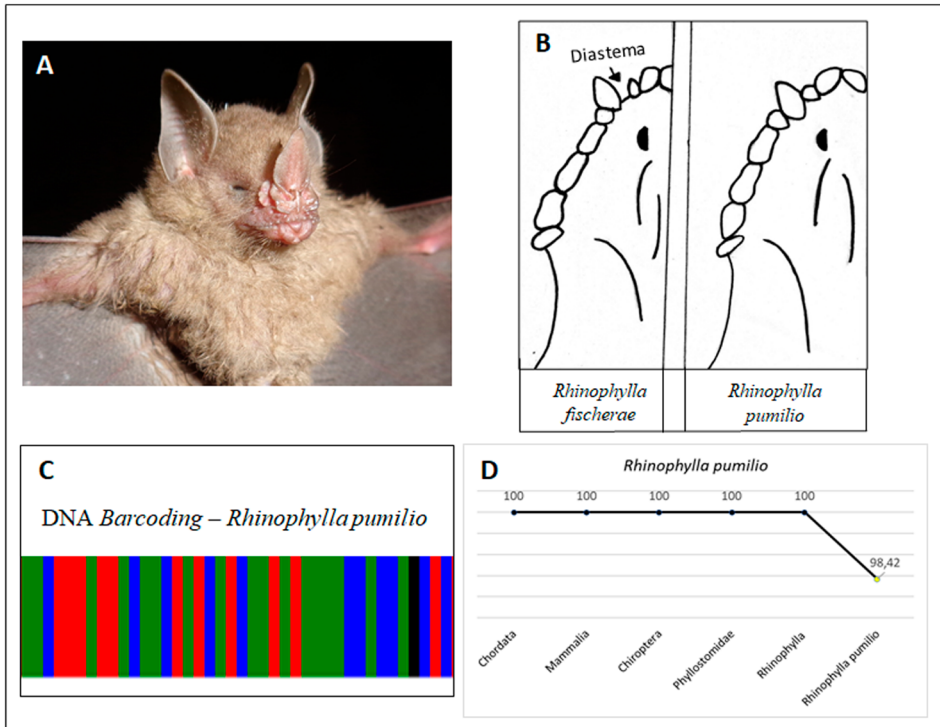 A
B
Diastema
Rhinophylla
fischerae
Rhinophylla
pumilio
C
DNA Barcoding – Rhinophylla pumilio
D
Rhinophylla pumilio
100 100 100 100 100
98,42
Chordata
Mammalia
Chiroptera
Phyllostomidae
Rhinophylla
Rhinophylla pumilio